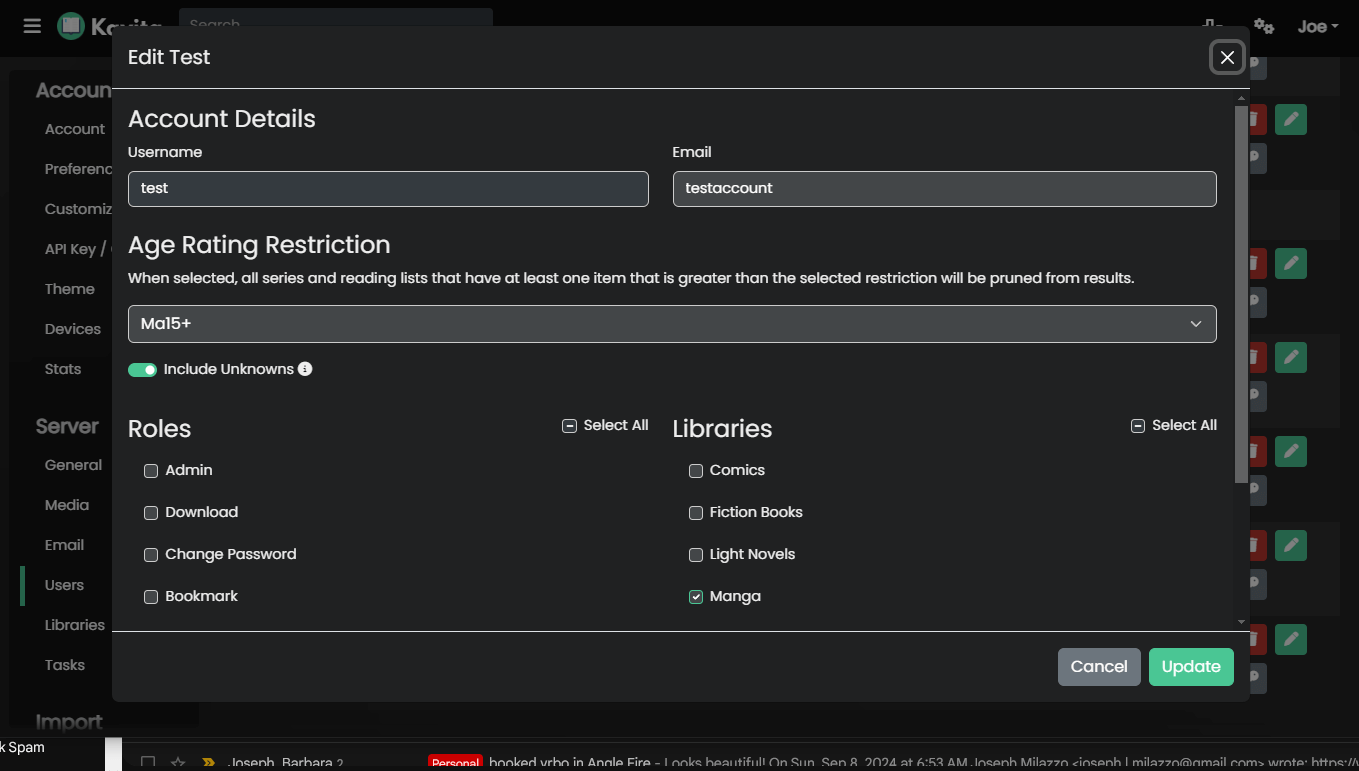 Search
Joe
Edit Test
Account Details
Username
Email
test
testaccount
Age Rating Restriction
When selected, all series and reading lists that have at least one item that is greater than the selected restriction will be pruned from results.
Ma15+
Include Unknowns
Roles
Select All
Libraries
Select All
Admin
Comics
Download
Fiction Books
Change Password
Light Novels
Bookmark
Manga
Cancel
Update
Accoun
Account
Preferenc
Customiz
API Key /
Theme
Devices
Stats
Server
General
Media
Email
Users
Libraries
Tasks
Import
k Spam
Joseph, Barbara 2
Personal booked vrbo in Angle Fire - Looks beautiful! On Sun, Sep 8, 2024 at 6:53 AM Joseph Milazzo <joseph